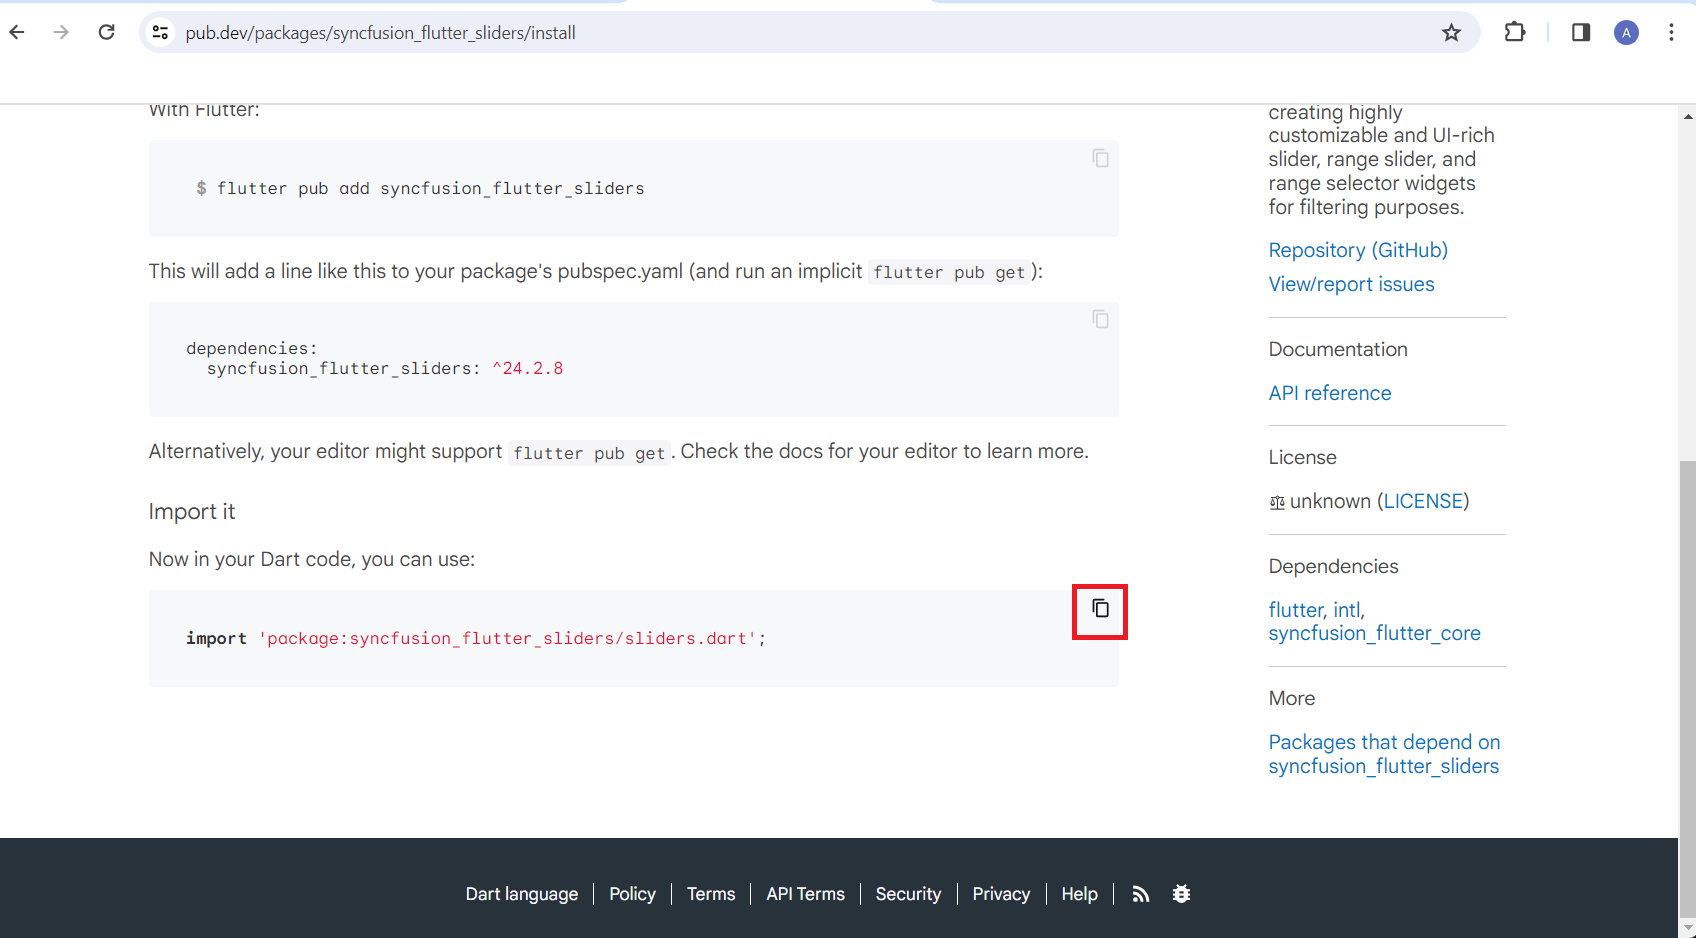 pub.dev/packages/syncfusion_flutter_sliders/install
A
With Flutter:
$ flutter pub add syncfusion_flutter_sliders
This will add a line like this to your package's pubspec.yaml (and run an implicit flutter pub get):
dependencies:
  syncfusion_flutter_sliders: ^24.2.8
Alternatively, your editor might support flutter pub get. Check the docs for your editor to learn more.
Import it
Now in your Dart code, you can use:
import 'package:syncfusion_flutter_sliders/sliders.dart';
creating highly
customizable and UI-rich
slider, range slider, and
range selector widgets
for filtering purposes.
Repository (GitHub)
View/report issues
Documentation
API reference
License
unknown (LICENSE)
Dependencies
flutter, intl,
syncfusion_flutter_core
More
Packages that depend on
syncfusion_flutter_sliders
Dart language | Policy | Terms | API Terms | Security | Privacy | Help |